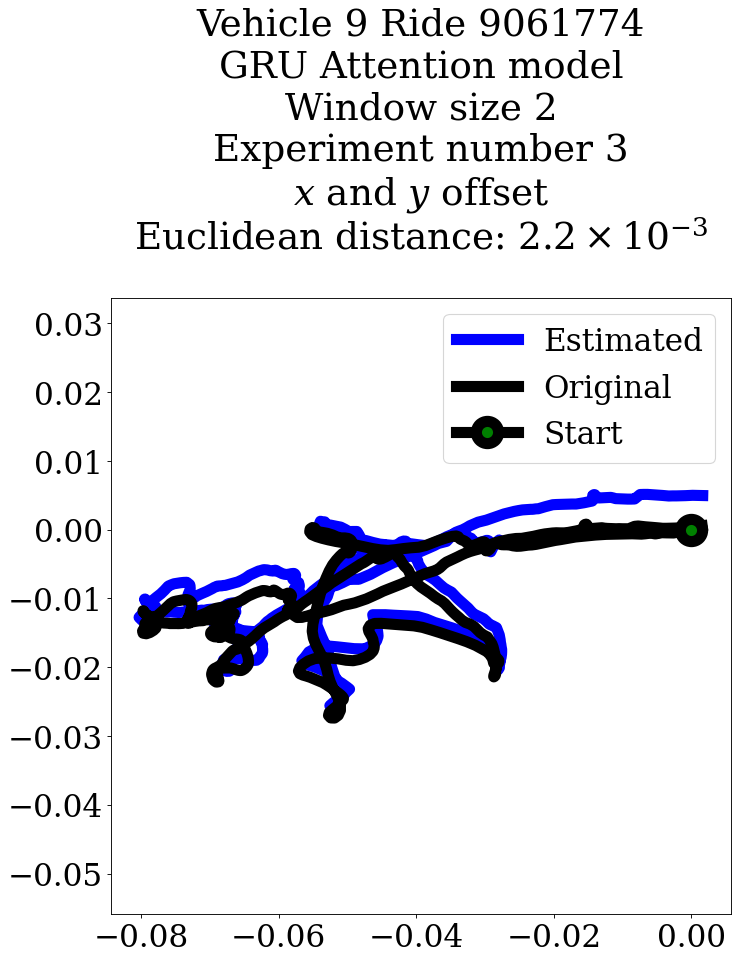 Vehicle 9 Ride 9061774
GRU Attention model
Window size 2
Experiment number 3
x and y offset
Euclidean distance: 2.2 × 10⁻³
Estimated
Original
Start
0.03
0.02
0.01
0.00
−0.01
−0.02
−0.03
−0.04
−0.05
−0.08 −0.06 −0.04 −0.02 0.00